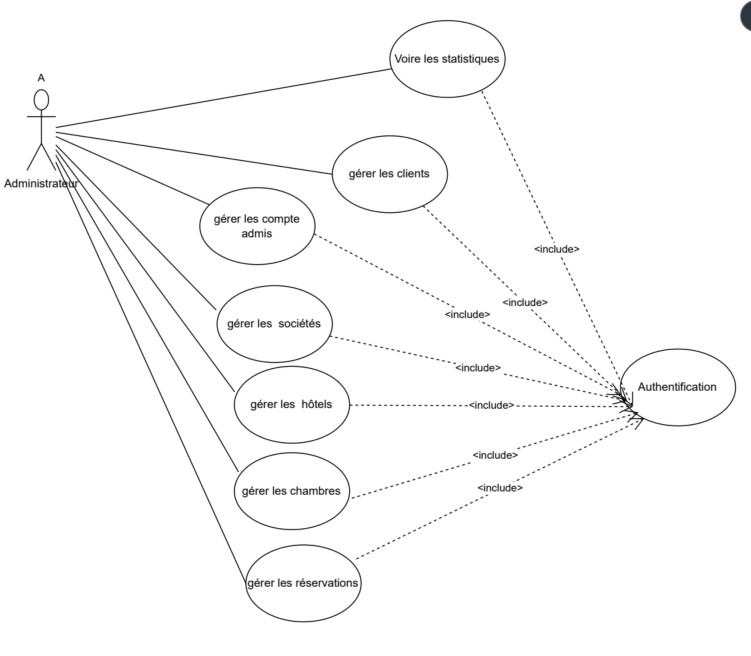 Voire les statistiques
A
Administrateur
gérer les clients
gérer les compte
admis
<include>
<include>
<include>
gérer les sociétés
<include>
Authentification
gérer les hôtels
<include>
<include>
gérer les chambres
<include>
gérer les réservations